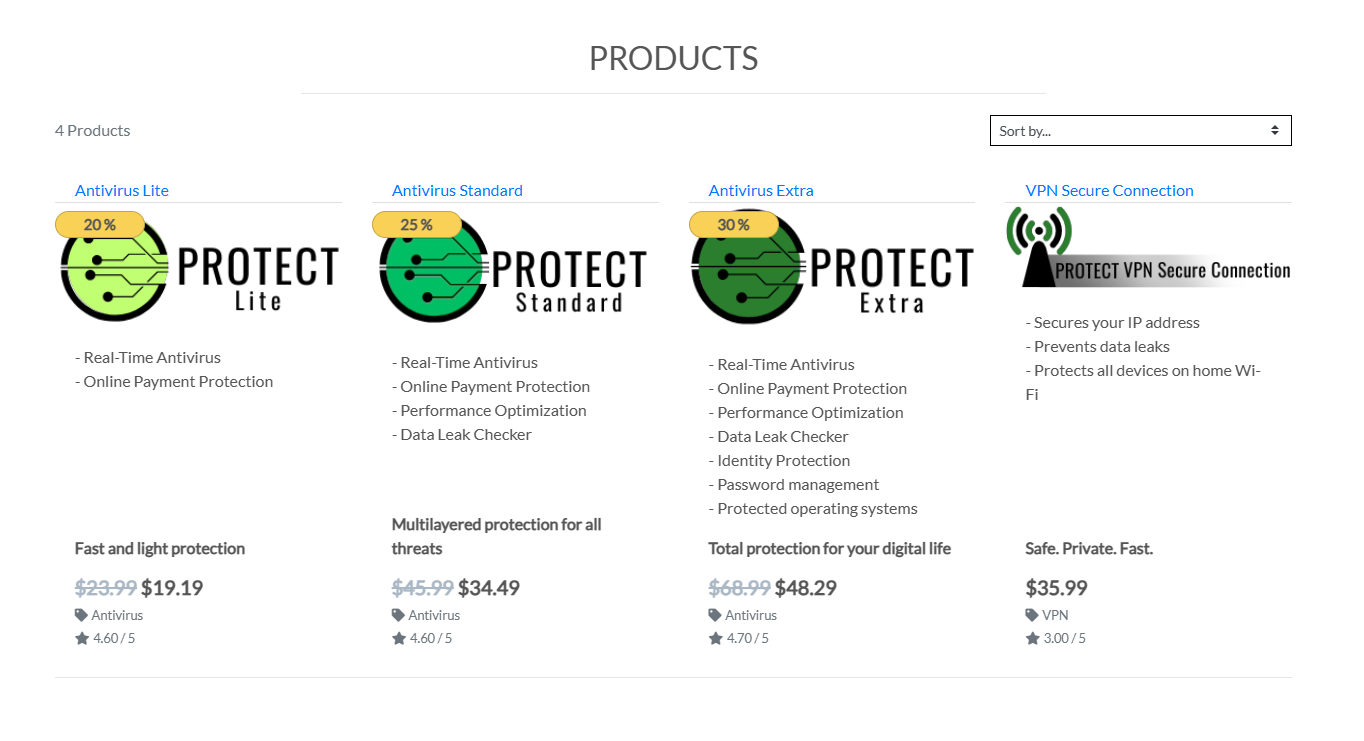 PRODUCTS
4 Products
Sort by...
Antivirus Lite
20 %
PROTECT
Lite
- Real-Time Antivirus
- Online Payment Protection
Fast and light protection
$23.99 $19.19
Antivirus
4.60 / 5
Antivirus Standard
25 %
PROTECT
Standard
- Real-Time Antivirus
- Online Payment Protection
- Performance Optimization
- Data Leak Checker
Multilayered protection for all
threats
$45.99 $34.49
Antivirus
4.60 / 5
Antivirus Extra
30 %
PROTECT
Extra
- Real-Time Antivirus
- Online Payment Protection
- Performance Optimization
- Data Leak Checker
- Identity Protection
- Password management
- Protected operating systems
Total protection for your digital life
$68.99 $48.29
Antivirus
4.70 / 5
VPN Secure Connection
PROTECT VPN Secure Connection
- Secures your IP address
- Prevents data leaks
- Protects all devices on home Wi-
Fi
Safe. Private. Fast.
$35.99
VPN
3.00 / 5